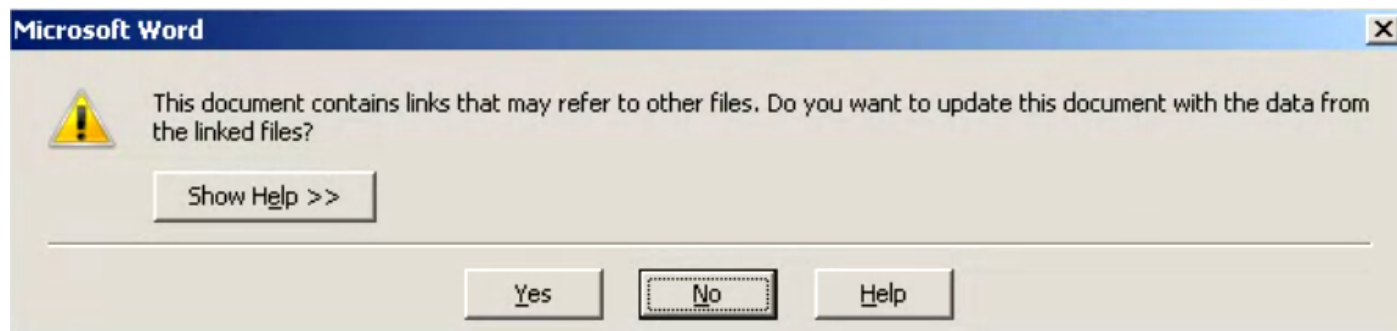 Microsoft Word
This document contains links that may refer to other files. Do you want to update this document with the data from
the linked files?
Show Help >>
Yes
No
Help